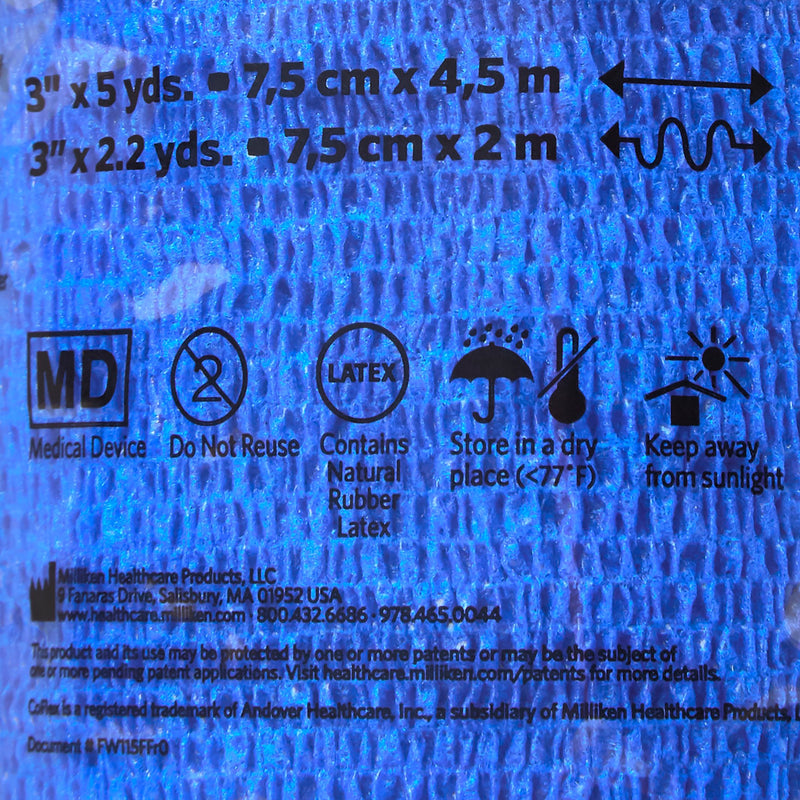 3" x 5 yds. - 7,5 cm x 4,5 m
3" x 2.2 yds. - 7,5 cm x 2 m
MD
2
LATEX
Medical Device
Do Not Reuse
Contains
Natural
Rubber
Latex
Store in a dry
place (<77°F)
Keep away
from sunlight
Milliken Healthcare Products, LLC
9 Fanaras Drive, Salisbury, MA 01952 USA
www.healthcare.milliken.com · 800.432.6686 · 978.465.0044
This product and its use may be protected by one or more patents or may be the subject of
one or more pending patent applications. Visit healthcare.milliken.com/patents for more details.
CoFlex is a registered trademark of Andover Healthcare, Inc., a subsidiary of Milliken Healthcare Products,
Document # FW115FFr0